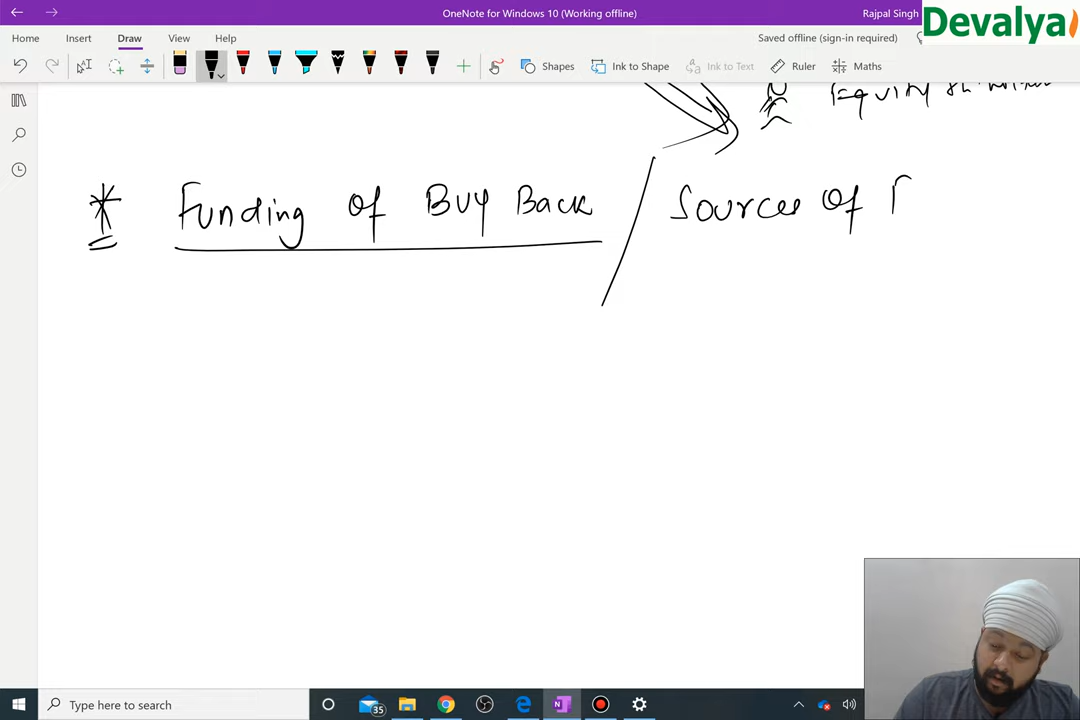 OneNote for Windows 10 (Working offline)
Rajpal Singh
Devalya
Home Insert Draw View Help
Saved offline (sign-in required)
Shapes Ink to Shape Ink to Text Ruler Maths
Equity
* Funding of Buy Back / Sources of
Type here to search
35